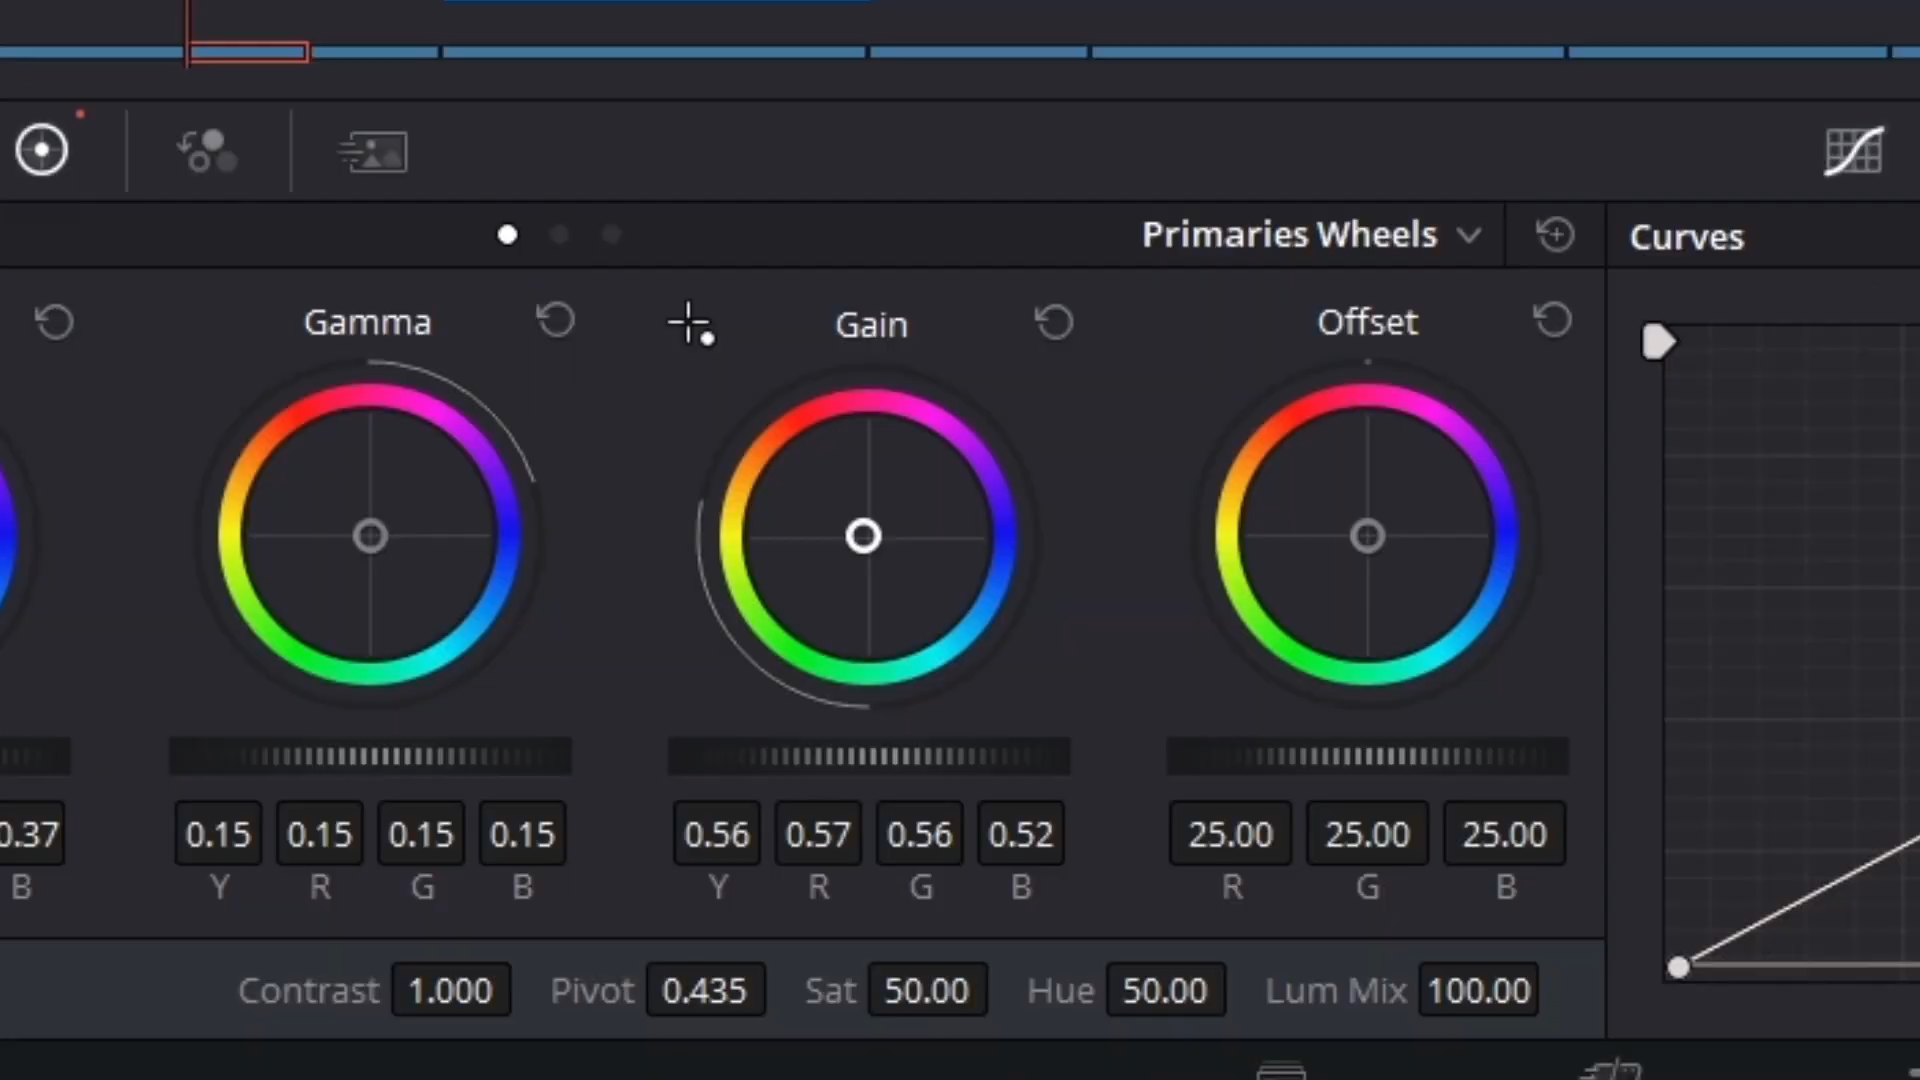 Primaries Wheels
Curves
Gamma
Gain
Offset
0.37
0.15 0.15 0.15 0.15
0.56 0.57 0.56 0.52
25.00 25.00 25.00
B
Y R G B
Y R G B
R G B
Contrast 1.000 Pivot 0.435 Sat 50.00 Hue 50.00 Lum Mix 100.00